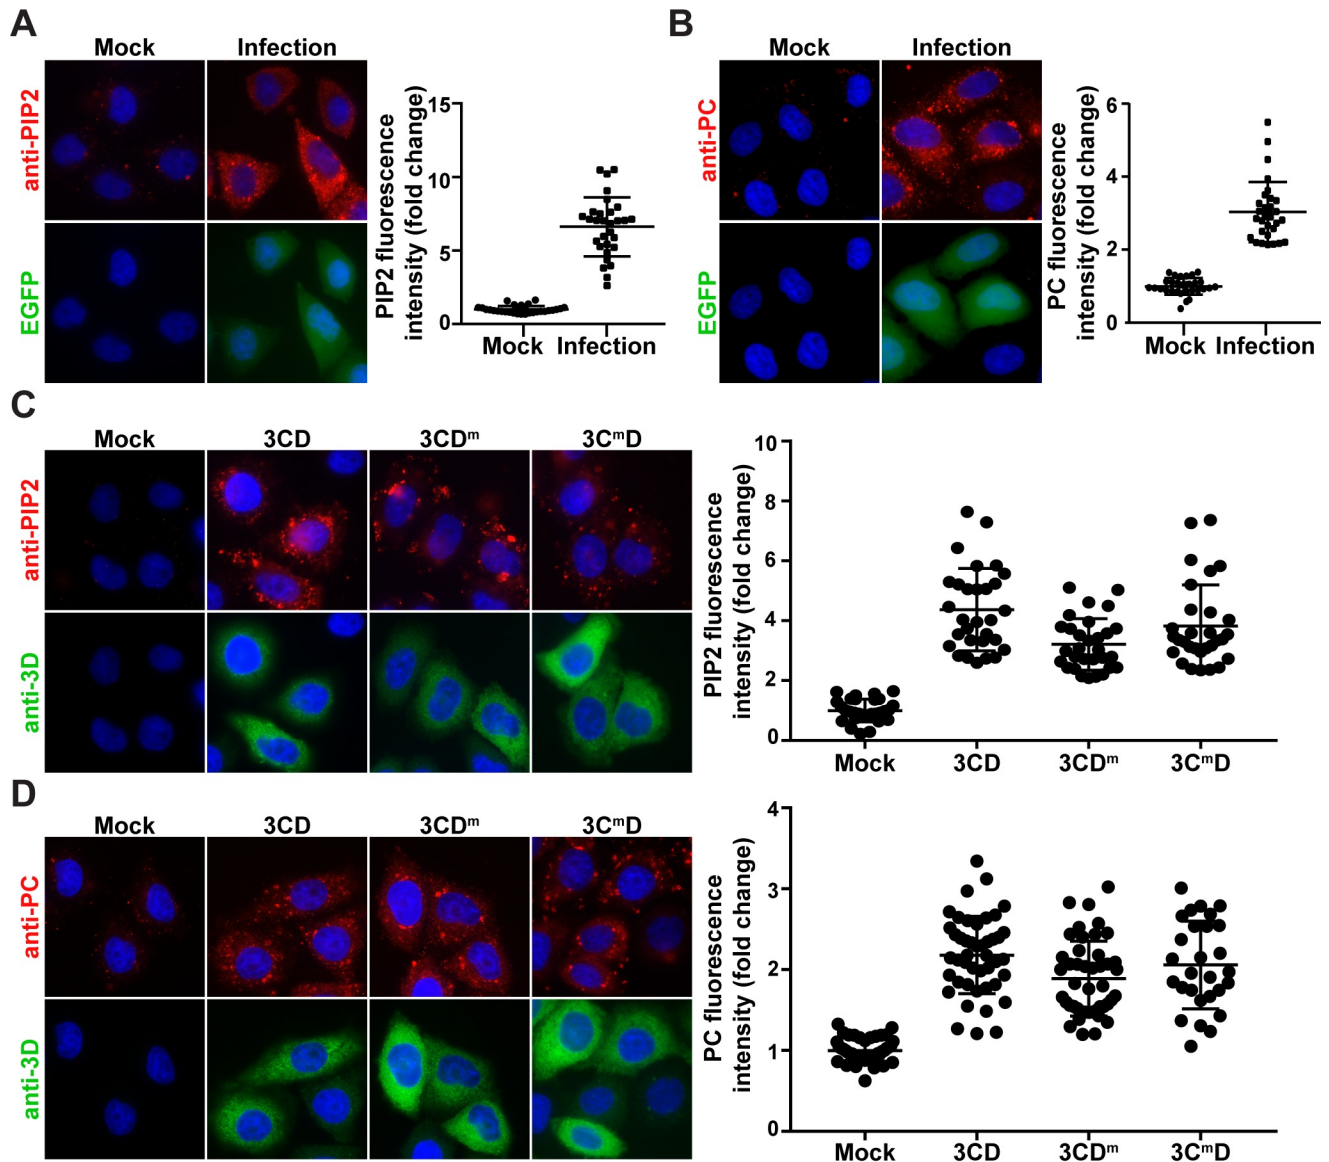 A
Mock Infection
anti-PIP2
EGFP
PIP2 fluorescence
intensity (fold change)
15
10
5
0
Mock Infection
B
Mock Infection
anti-PC
EGFP
PC fluorescence
intensity (fold change)
6
4
2
0
Mock Infection
C
Mock 3CD 3CDᵐ 3CᵐD
anti-PIP2
anti-3D
PIP2 fluorescence
intensity (fold change)
10
8
6
4
2
0
Mock 3CD 3CDᵐ 3CᵐD
D
Mock 3CD 3CDᵐ 3CᵐD
anti-PC
anti-3D
PC fluorescence
intensity (fold change)
4
3
2
1
0
Mock 3CD 3CDᵐ 3CᵐD